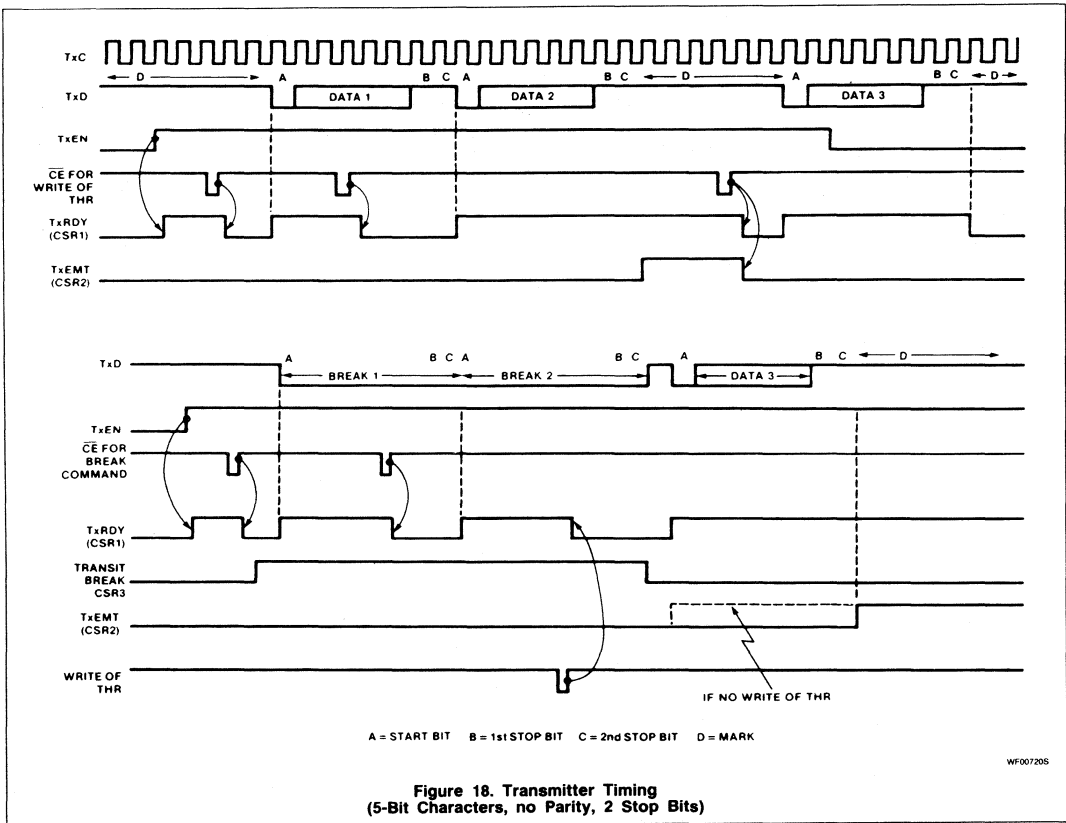 TxC
D A B C A B C D A B C D
TxD DATA 1 DATA 2 DATA 3
TxEN
CE FOR
WRITE OF
THR
TxRDY
(CSR1)
TxEMT
(CSR2)
TxD A B C A B C A B C D
BREAK 1 BREAK 2 DATA 3
TxEN
CE FOR
BREAK
COMMAND
TxRDY
(CSR1)
TRANSIT
BREAK
CSR3
TxEMT
(CSR2)
WRITE OF
THR
IF NO WRITE OF THR
A = START BIT B = 1st STOP BIT C = 2nd STOP BIT D = MARK
WF00720S
Figure 18. Transmitter Timing
(5-Bit Characters, no Parity, 2 Stop Bits)